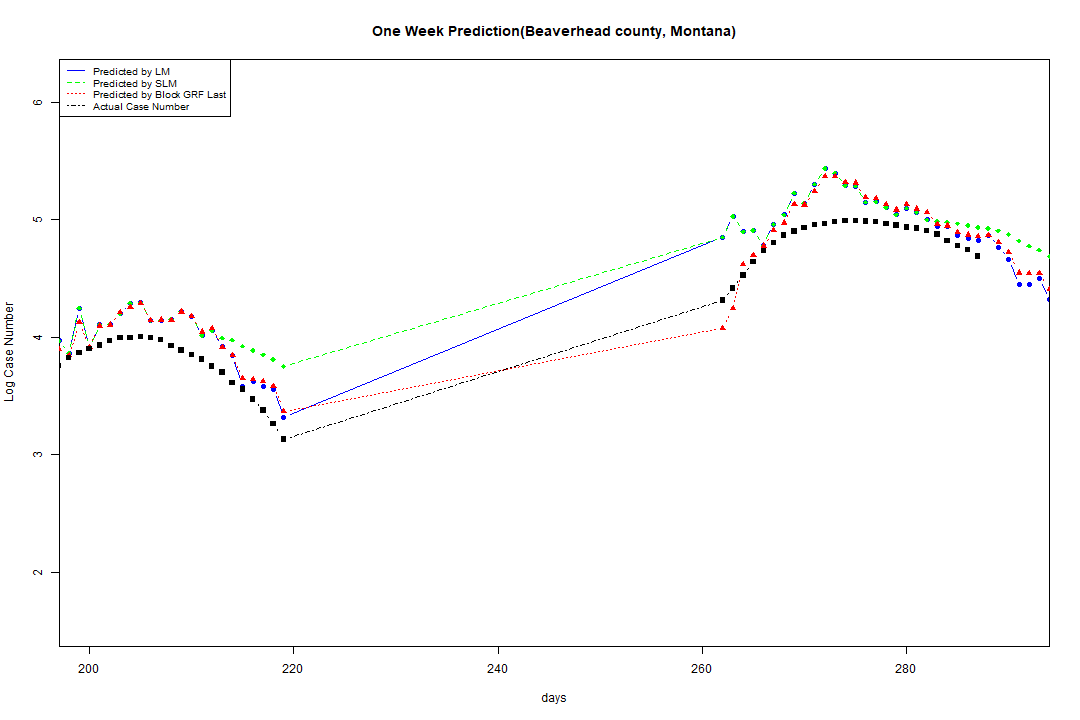 One Week Prediction(Beaverhead county, Montana)
Predicted by LM
Predicted by SLM
Predicted by Block GRF Last
Actual Case Number
6
5
4
3
2
Log Case Number
200 220 240 260 280
days